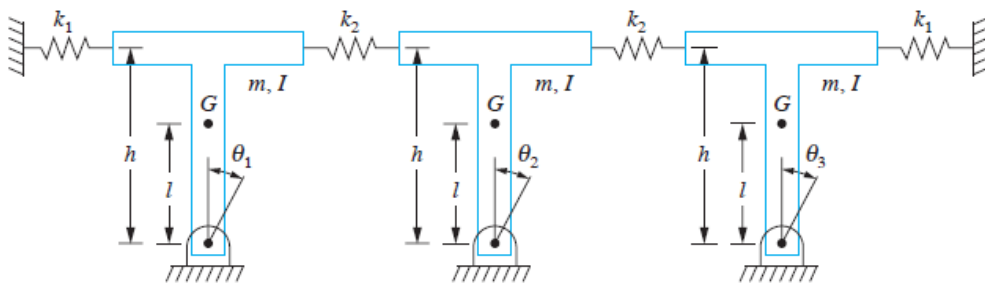 k₁ k₂ k₂ k₁
m, I m, I m, I
G G G
h θ₁ h θ₂ h θ₃
l l l